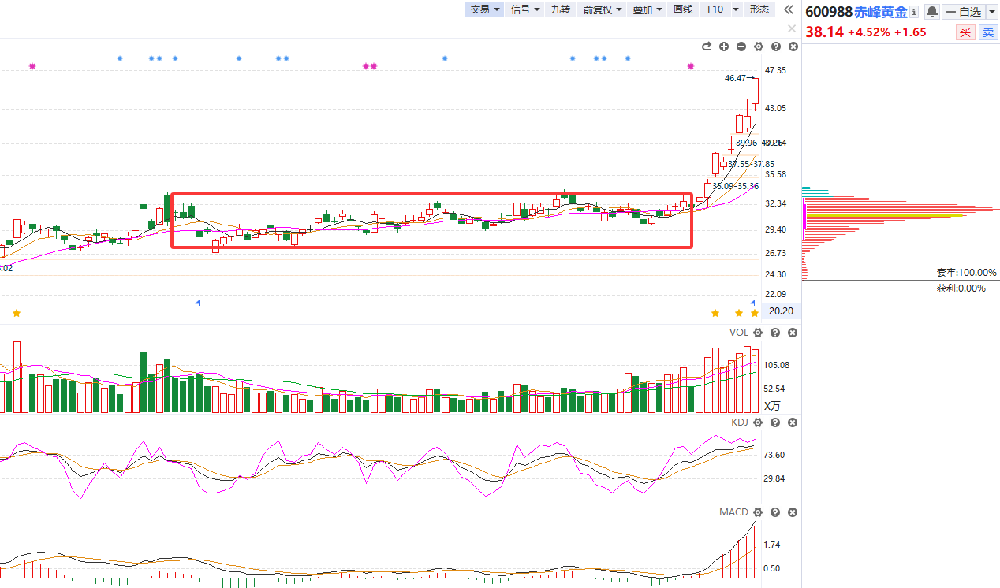 交易 信号 九转 前复权 叠加 画线 F10 形态
600988 赤峰黄金 自选
38.14 +4.52% +1.65 买 卖
47.35
46.47
43.05
39.96-40.26
37.55-37.85
35.58
35.09-35.36
32.34
29.40
26.73
.02
24.30
22.09
20.20
套牢:100.00%
获利:0.00%
VOL
105.08
52.54
X万
KDJ
73.60
29.84
MACD
1.74
0.50